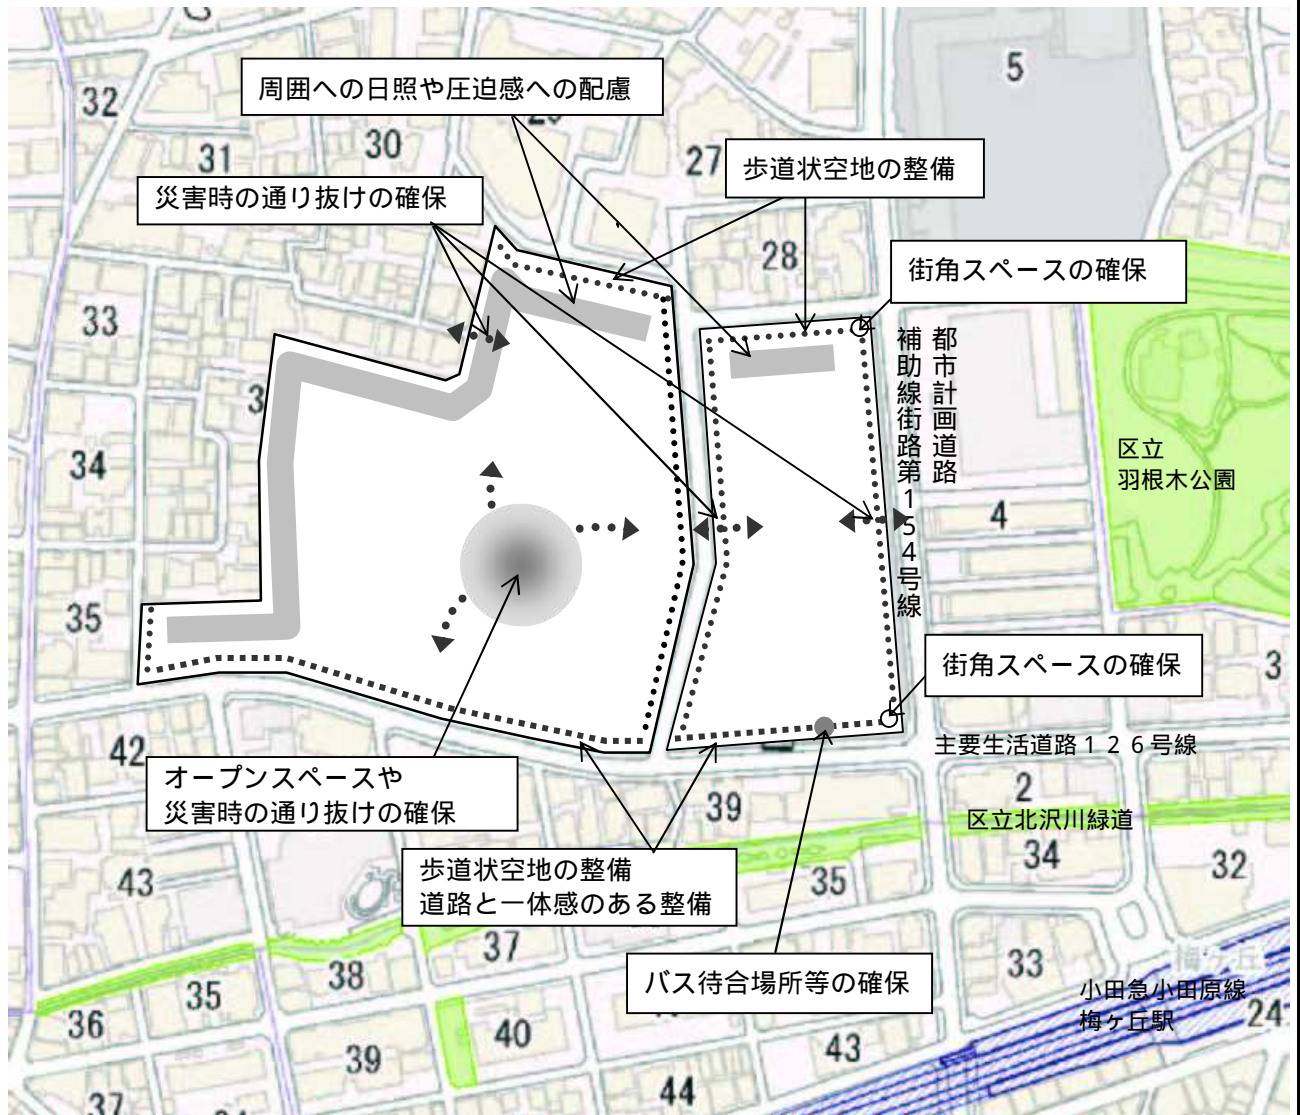 5
32
周囲への日照や圧迫感への配慮
30
31
27
歩道状空地の整備
災害時の通り抜けの確保
28
街角スペースの確保
33
都市計画道路
補助線街路第154号線
3
34
区立
羽根木公園
4
35
街角スペースの確保
3
42
主要生活道路126号線
オープンスペースや
災害時の通り抜けの確保
39
2
区立北沢川緑道
34
32
43
歩道状空地の整備
道路と一体感のある整備
35
37
38
バス待合場所等の確保
33
梅ヶ丘
35
小田急小田原線
梅ヶ丘駅
24
36
40
39
43
44
37